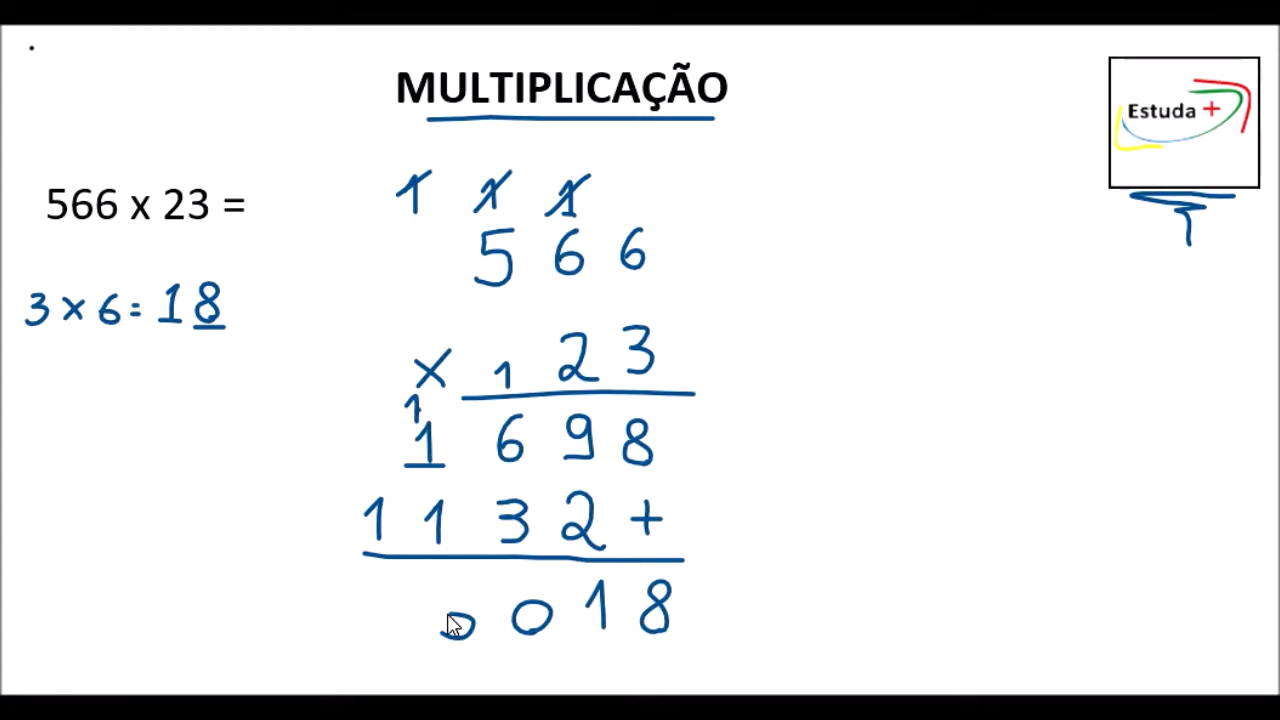 MULTIPLICAÇÃO
Estuda +
566 x 23 =
3 x 6 = 18
1 1 1
5 6 6
x 1 2 3
1
1 6 9 8
1 1 3 2 +
0 0 1 8